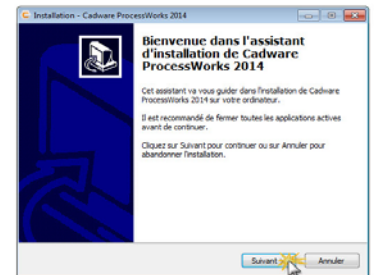 Installation - Cadware ProcessWorks 2014
Bienvenue dans l'assistant
d'installation de Cadware
ProcessWorks 2014
Cet assistant va vous guider dans l'installation de Cadware
ProcessWorks 2014 sur votre ordinateur.
Il est recommandé de fermer toutes les applications actives
avant de continuer.
Cliquez sur Suivant pour continuer ou sur Annuler pour
abandonner l'installation.
Suivant Annuler